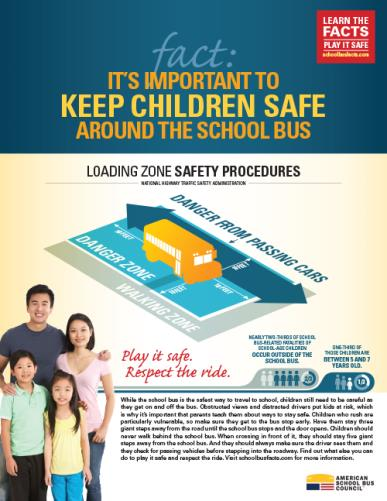 LEARN THE
FACTS
PLAY IT SAFE
schoolbusfacts.com
fact:
IT'S IMPORTANT TO
KEEP CHILDREN SAFE
AROUND THE SCHOOL BUS
LOADING ZONE SAFETY PROCEDURES
NATIONAL HIGHWAY TRAFFIC SAFETY ADMINISTRATION
DANGER FROM PASSING CARS
DANGER ZONE
WALKING ZONE
Play it safe.
Respect the ride.
NEARLY TWO-THIRDS OF SCHOOL
BUS-RELATED FATALITIES OF
SCHOOL-AGE CHILDREN
OCCUR OUTSIDE OF THE
SCHOOL BUS.
ONE-THIRD OF
THOSE CHILDREN ARE
BETWEEN 5 AND 7
YEARS OLD.
While the school bus is the safest way to travel to school, children still need to be careful as
they get on and off the bus. Obstructed views and distracted drivers put kids at risk, which
is why it's important that parents teach them about ways to stay safe. Children who rush are
particularly vulnerable, so make sure they get to the bus stop early. Have them stay three
giant steps away from the road until the school bus stops and the door opens. Children should
never walk behind the school bus. When crossing in front of it, they should stay five giant
steps away from the school bus. And they should always make sure the driver sees them and
they check for passing vehicles before stepping into the roadway. Find out what else you can
do to play it safe and respect the ride. Visit schoolbusfacts.com for more information.
AMERICAN
SCHOOL BUS
COUNCIL